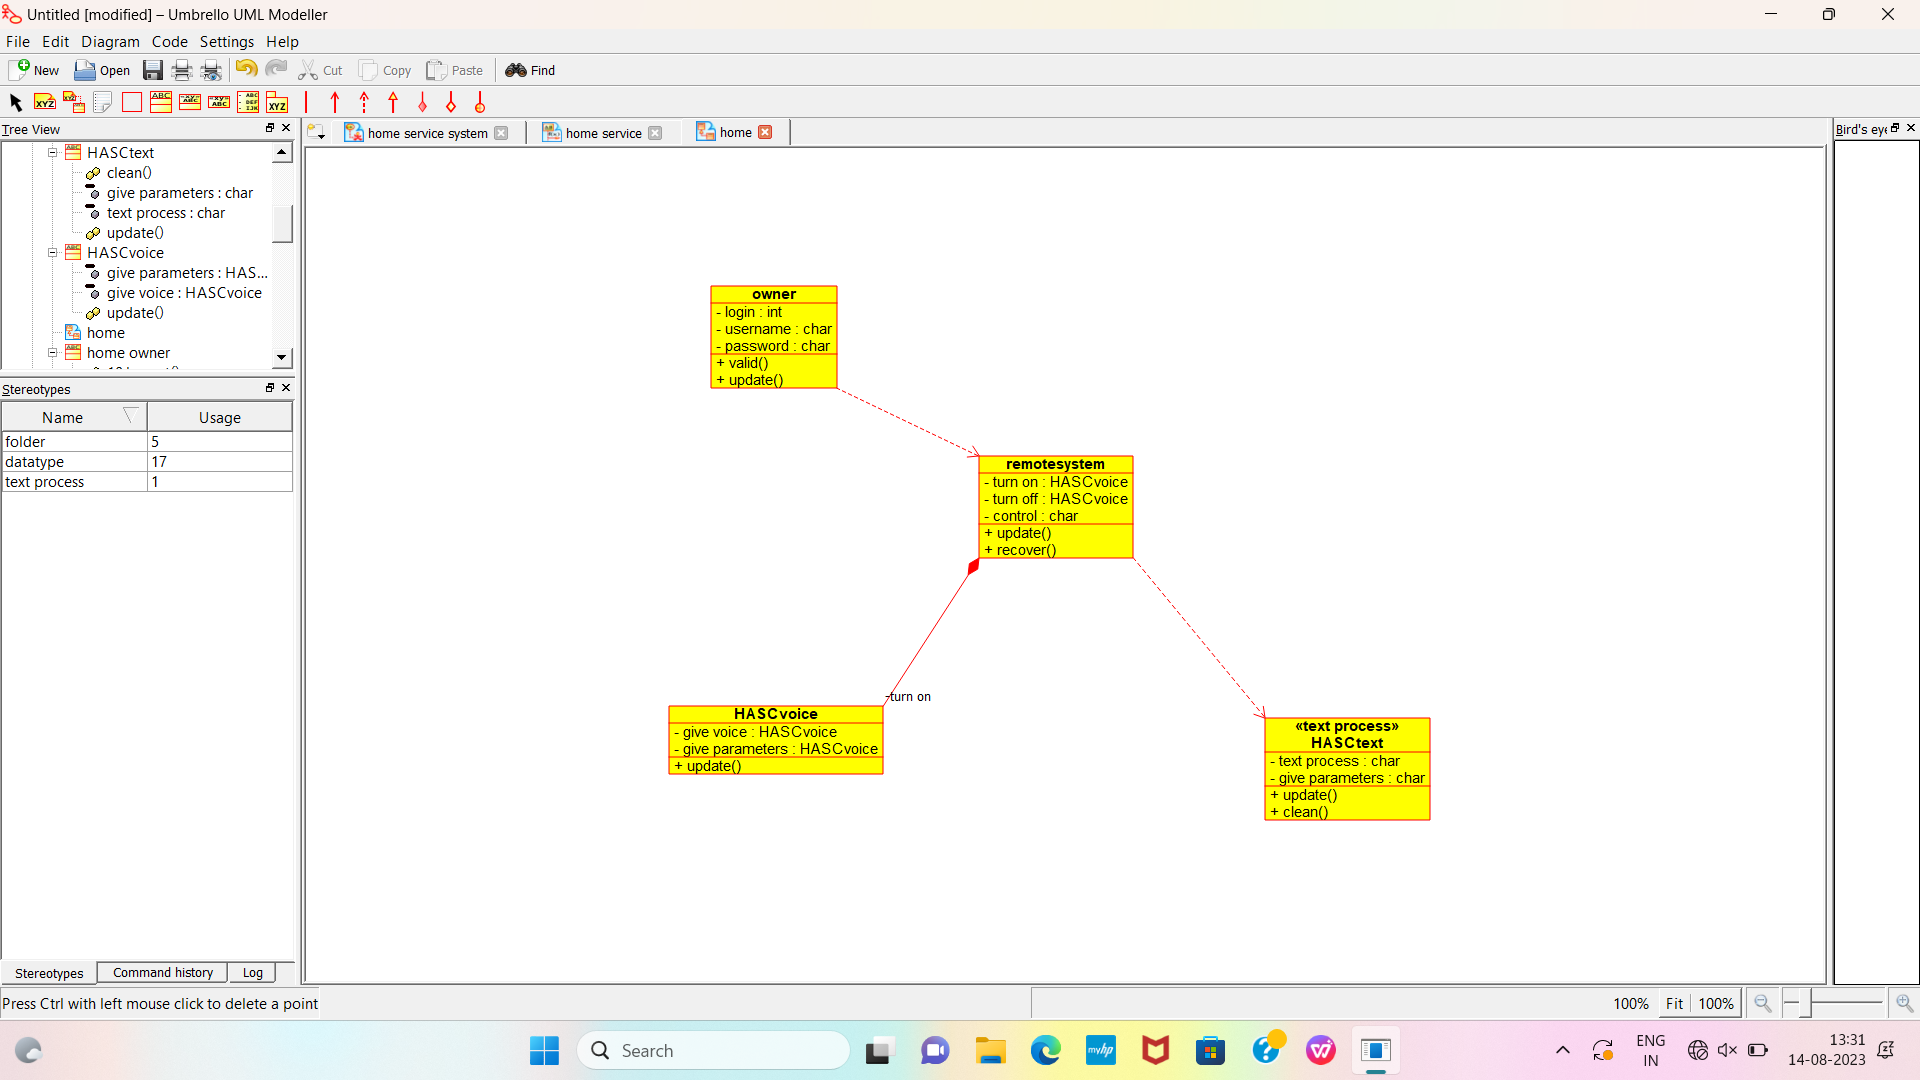 Untitled [modified] – Umbrello UML Modeller
File Edit Diagram Code Settings Help
New Open Cut Copy Paste Find
Tree View
HASCtext
clean()
give parameters : char
text process : char
update()
HASCvoice
give parameters : HAS...
give voice : HASCvoice
update()
home
home owner
Stereotypes
Name Usage
folder 5
datatype 17
text process 1
Stereotypes Command history Log
home service system home service home
Bird's eye
owner
- login : int
- username : char
- password : char
+ valid()
+ update()
remotesystem
- turn on : HASCvoice
- turn off : HASCvoice
- control : char
+ update()
+ recover()
-turn on
HASCvoice
- give voice : HASCvoice
- give parameters : HASCvoice
+ update()
«text process»
HASCtext
- text process : char
- give parameters : char
+ update()
+ clean()
Press Ctrl with left mouse click to delete a point
100% Fit 100%
Search
myhp
ENG
IN
13:31
14-08-2023